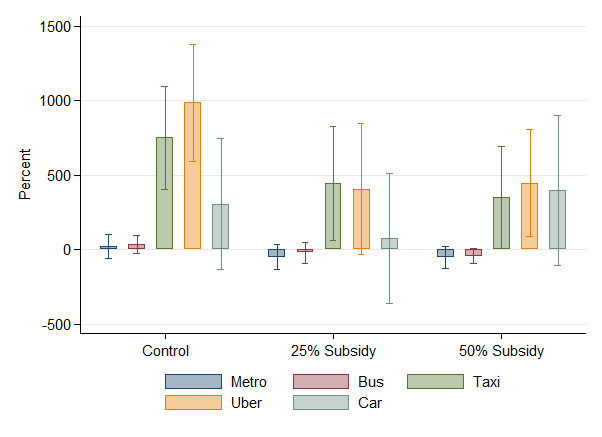 1500
1000
500
0
-500
Percent
Control 25% Subsidy 50% Subsidy
Metro Bus Taxi
Uber Car